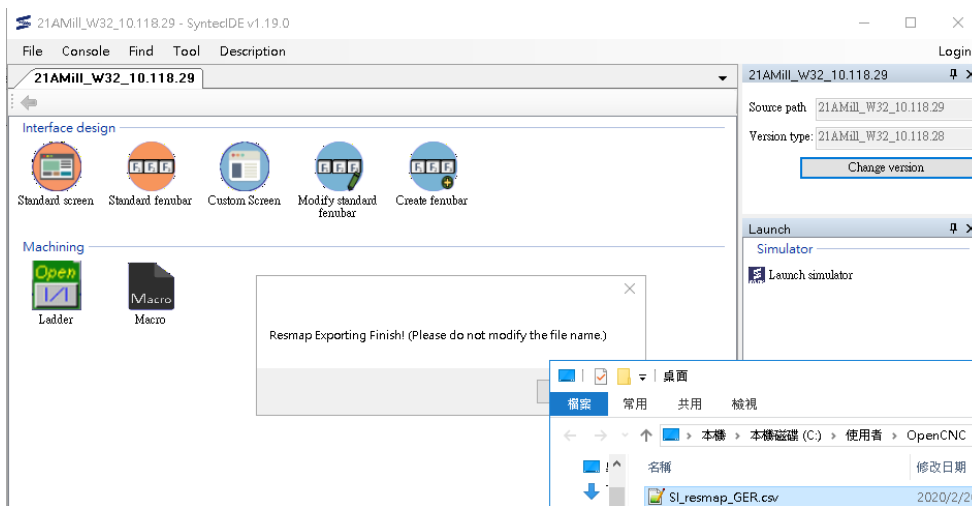 21AMill_W32_10.118.29 - SyntecIDE v1.19.0
File Console Find Tool Description Login
21AMill_W32_10.118.29
Interface design
Standard screen Standard fenubar Custom Screen Modify standard fenubar Create fenubar
Machining
Open
Ladder
Macro
Macro
21AMill_W32_10.118.29
Source path 21AMill_W32_10.118.29
Version type: 21AMill_W32_10.118.28
Change version
Launch
Simulator
Launch simulator
Resmap Exporting Finish! (Please do not modify the file name.)
桌面
檔案 常用 共用 檢視
本機 › 本機磁碟 (C:) › 使用者 › OpenCNC
名稱 修改日期
SI_resmap_GER.csv 2020/2/2